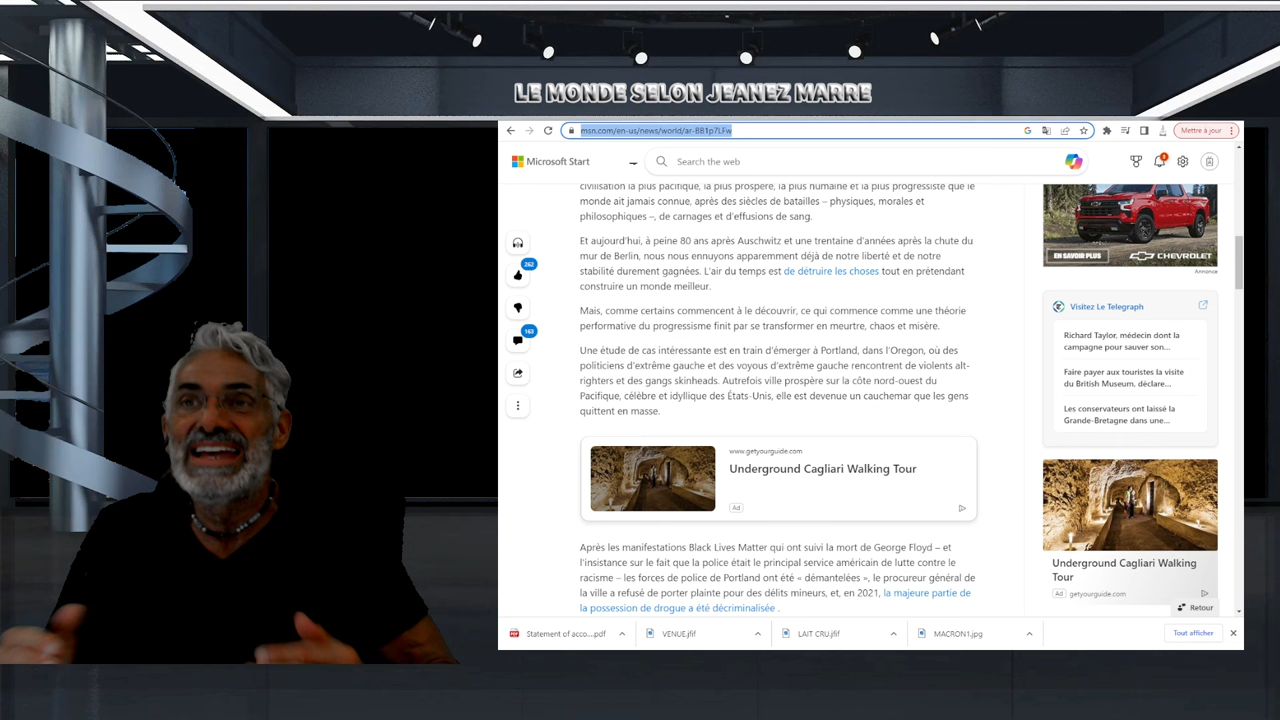 LE MONDE SELON JEANEZ MARRE
msn.com/en-us/news/world/ar-BB1p7LFw
Mettre à jour
Microsoft Start
Search the web
8
civilisation la plus pacifique, la plus prospère, la plus humaine et la plus progressiste que le
monde ait jamais connue, après des siècles de batailles – physiques, morales et
philosophiques –, de carnages et d'effusions de sang.
Et aujourd'hui, à peine 80 ans après Auschwitz et une trentaine d'années après la chute du
mur de Berlin, nous nous ennuyons apparemment déjà de notre liberté et de notre
stabilité durement gagnées. L'air du temps est de détruire les choses tout en prétendant
construire un monde meilleur.
Mais, comme certains commencent à le découvrir, ce qui commence comme une théorie
performative du progressisme finit par se transformer en meurtre, chaos et misère.
Une étude de cas intéressante est en train d'émerger à Portland, dans l'Oregon, où des
politiciens d'extrême gauche et des voyous d'extrême gauche rencontrent de violents alt-
righters et des gangs skinheads. Autrefois ville prospère sur la côte nord-ouest du
Pacifique, célèbre et idyllique des États-Unis, elle est devenue un cauchemar que les gens
quittent en masse.
www.getyourguide.com
Underground Cagliari Walking Tour
Ad
Après les manifestations Black Lives Matter qui ont suivi la mort de George Floyd – et
l'insistance sur le fait que la police était le principal service américain de lutte contre le
racisme – les forces de police de Portland ont été « démantelées », le procureur général de
la ville a refusé de porter plainte pour des délits mineurs, et, en 2021, la majeure partie de
la possession de drogue a été décriminalisée .
262
163
EN SAVOIR PLUS
CHEVROLET
Annonce
Visitez Le Telegraph
Richard Taylor, médecin dont la
campagne pour sauver son...
Faire payer aux touristes la visite
du British Museum, déclare...
Les conservateurs ont laissé la
Grande-Bretagne dans une...
Underground Cagliari Walking
Tour
Ad getyourguide.com
Retour
Statement of acco....pdf
VENUE.jfif
LAIT CRU.jfif
MACRON1.jpg
Tout afficher